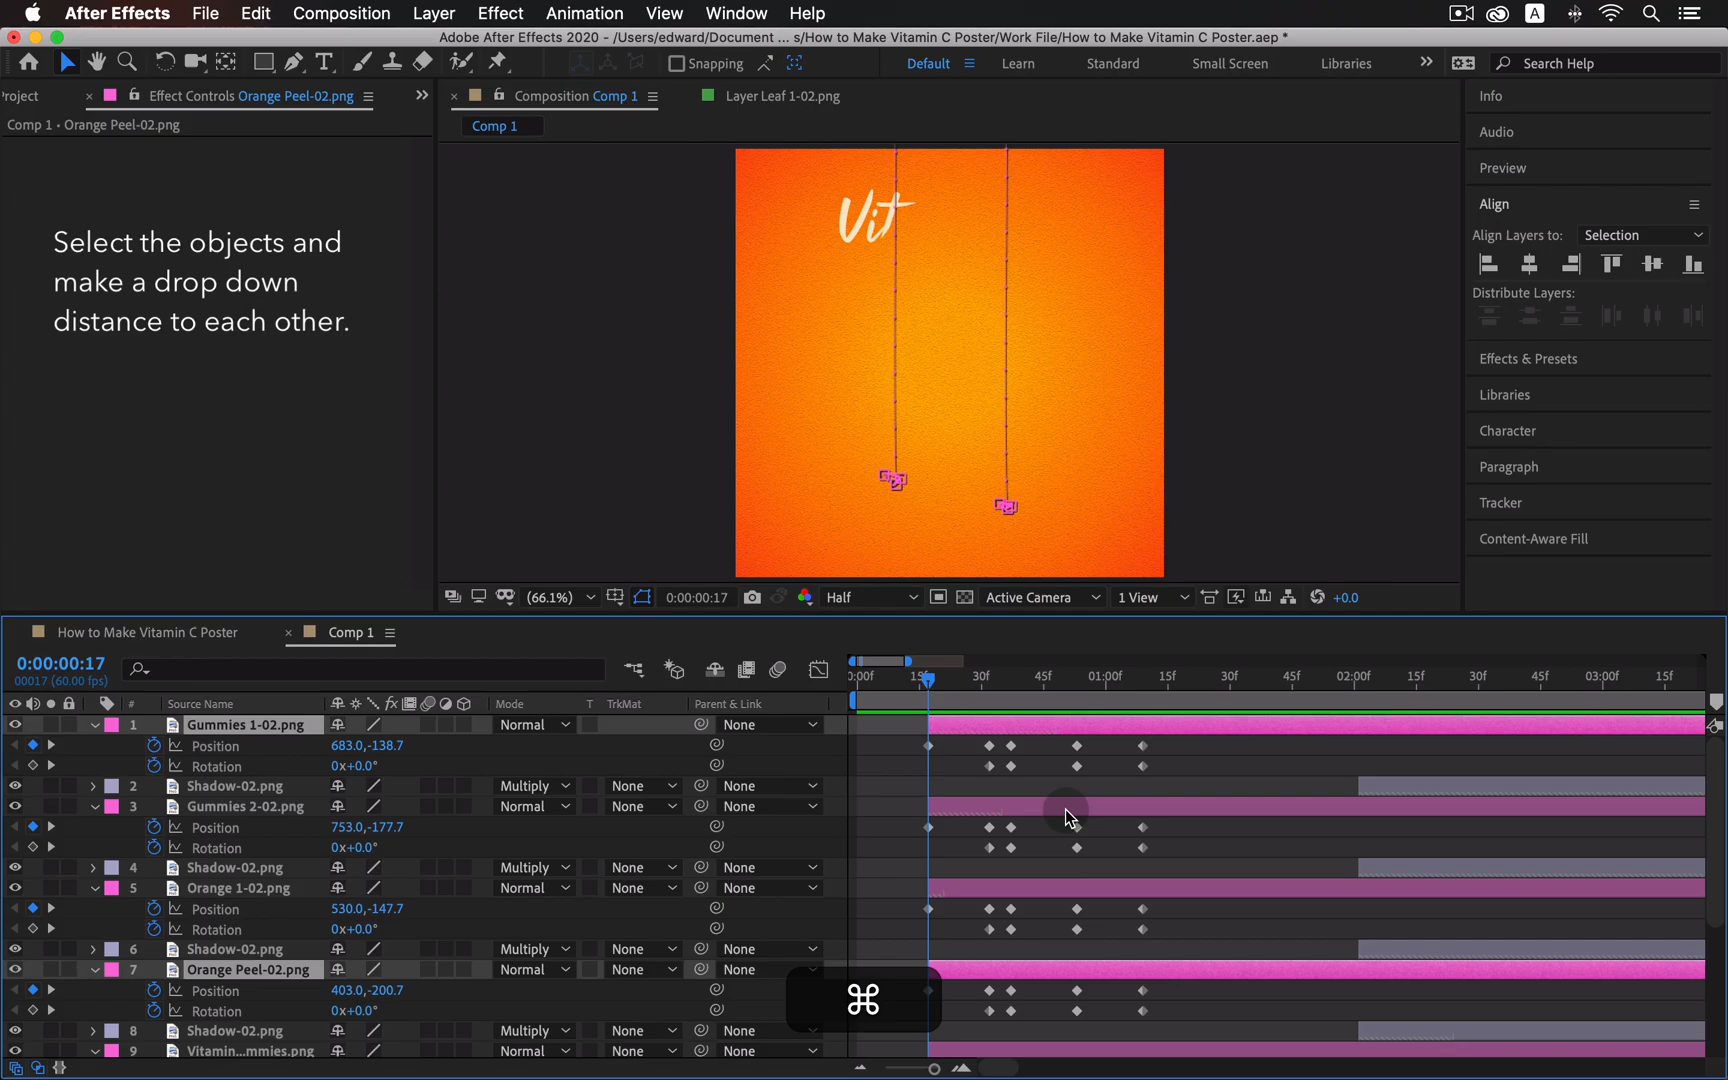 After Effects File Edit Composition Layer Effect Animation View Window Help
Adobe After Effects 2020 - /Users/edward/Document ... s/How to Make Vitamin C Poster/Work File/How to Make Vitamin C Poster.aep *
Snapping Default Learn Standard Small Screen Libraries Search Help
roject Effect Controls Orange Peel-02.png
Composition Comp 1 Layer Leaf 1-02.png
Comp 1 • Orange Peel-02.png
Comp 1
Select the objects and
make a drop down
distance to each other.
Vit
Info
Audio
Preview
Align
Align Layers to: Selection
Distribute Layers:
Effects & Presets
Libraries
Character
Paragraph
Tracker
Content-Aware Fill
(66.1%) 0:00:00:17 Half Active Camera 1 View +0.0
How to Make Vitamin C Poster Comp 1
0:00:00:17
00017 (60.00 fps)
0:00f 15f 30f 45f 01:00f 15f 30f 45f 02:00f 15f 30f 45f 03:00f 15f
# Source Name Mode T TrkMat Parent & Link
1 Gummies 1-02.png Normal None
Position 683.0,-138.7
Rotation 0x+0.0°
2 Shadow-02.png Multiply None None
3 Gummies 2-02.png Normal None None
Position 753.0,-177.7
Rotation 0x+0.0°
4 Shadow-02.png Multiply None None
5 Orange 1-02.png Normal None None
Position 530.0,-147.7
Rotation 0x+0.0°
6 Shadow-02.png Multiply None None
7 Orange Peel-02.png Normal None None
Position 403.0,-200.7
Rotation 0x+0.0°
8 Shadow-02.png Multiply None None
9 Vitamin...mmies.png Normal None None
⌘